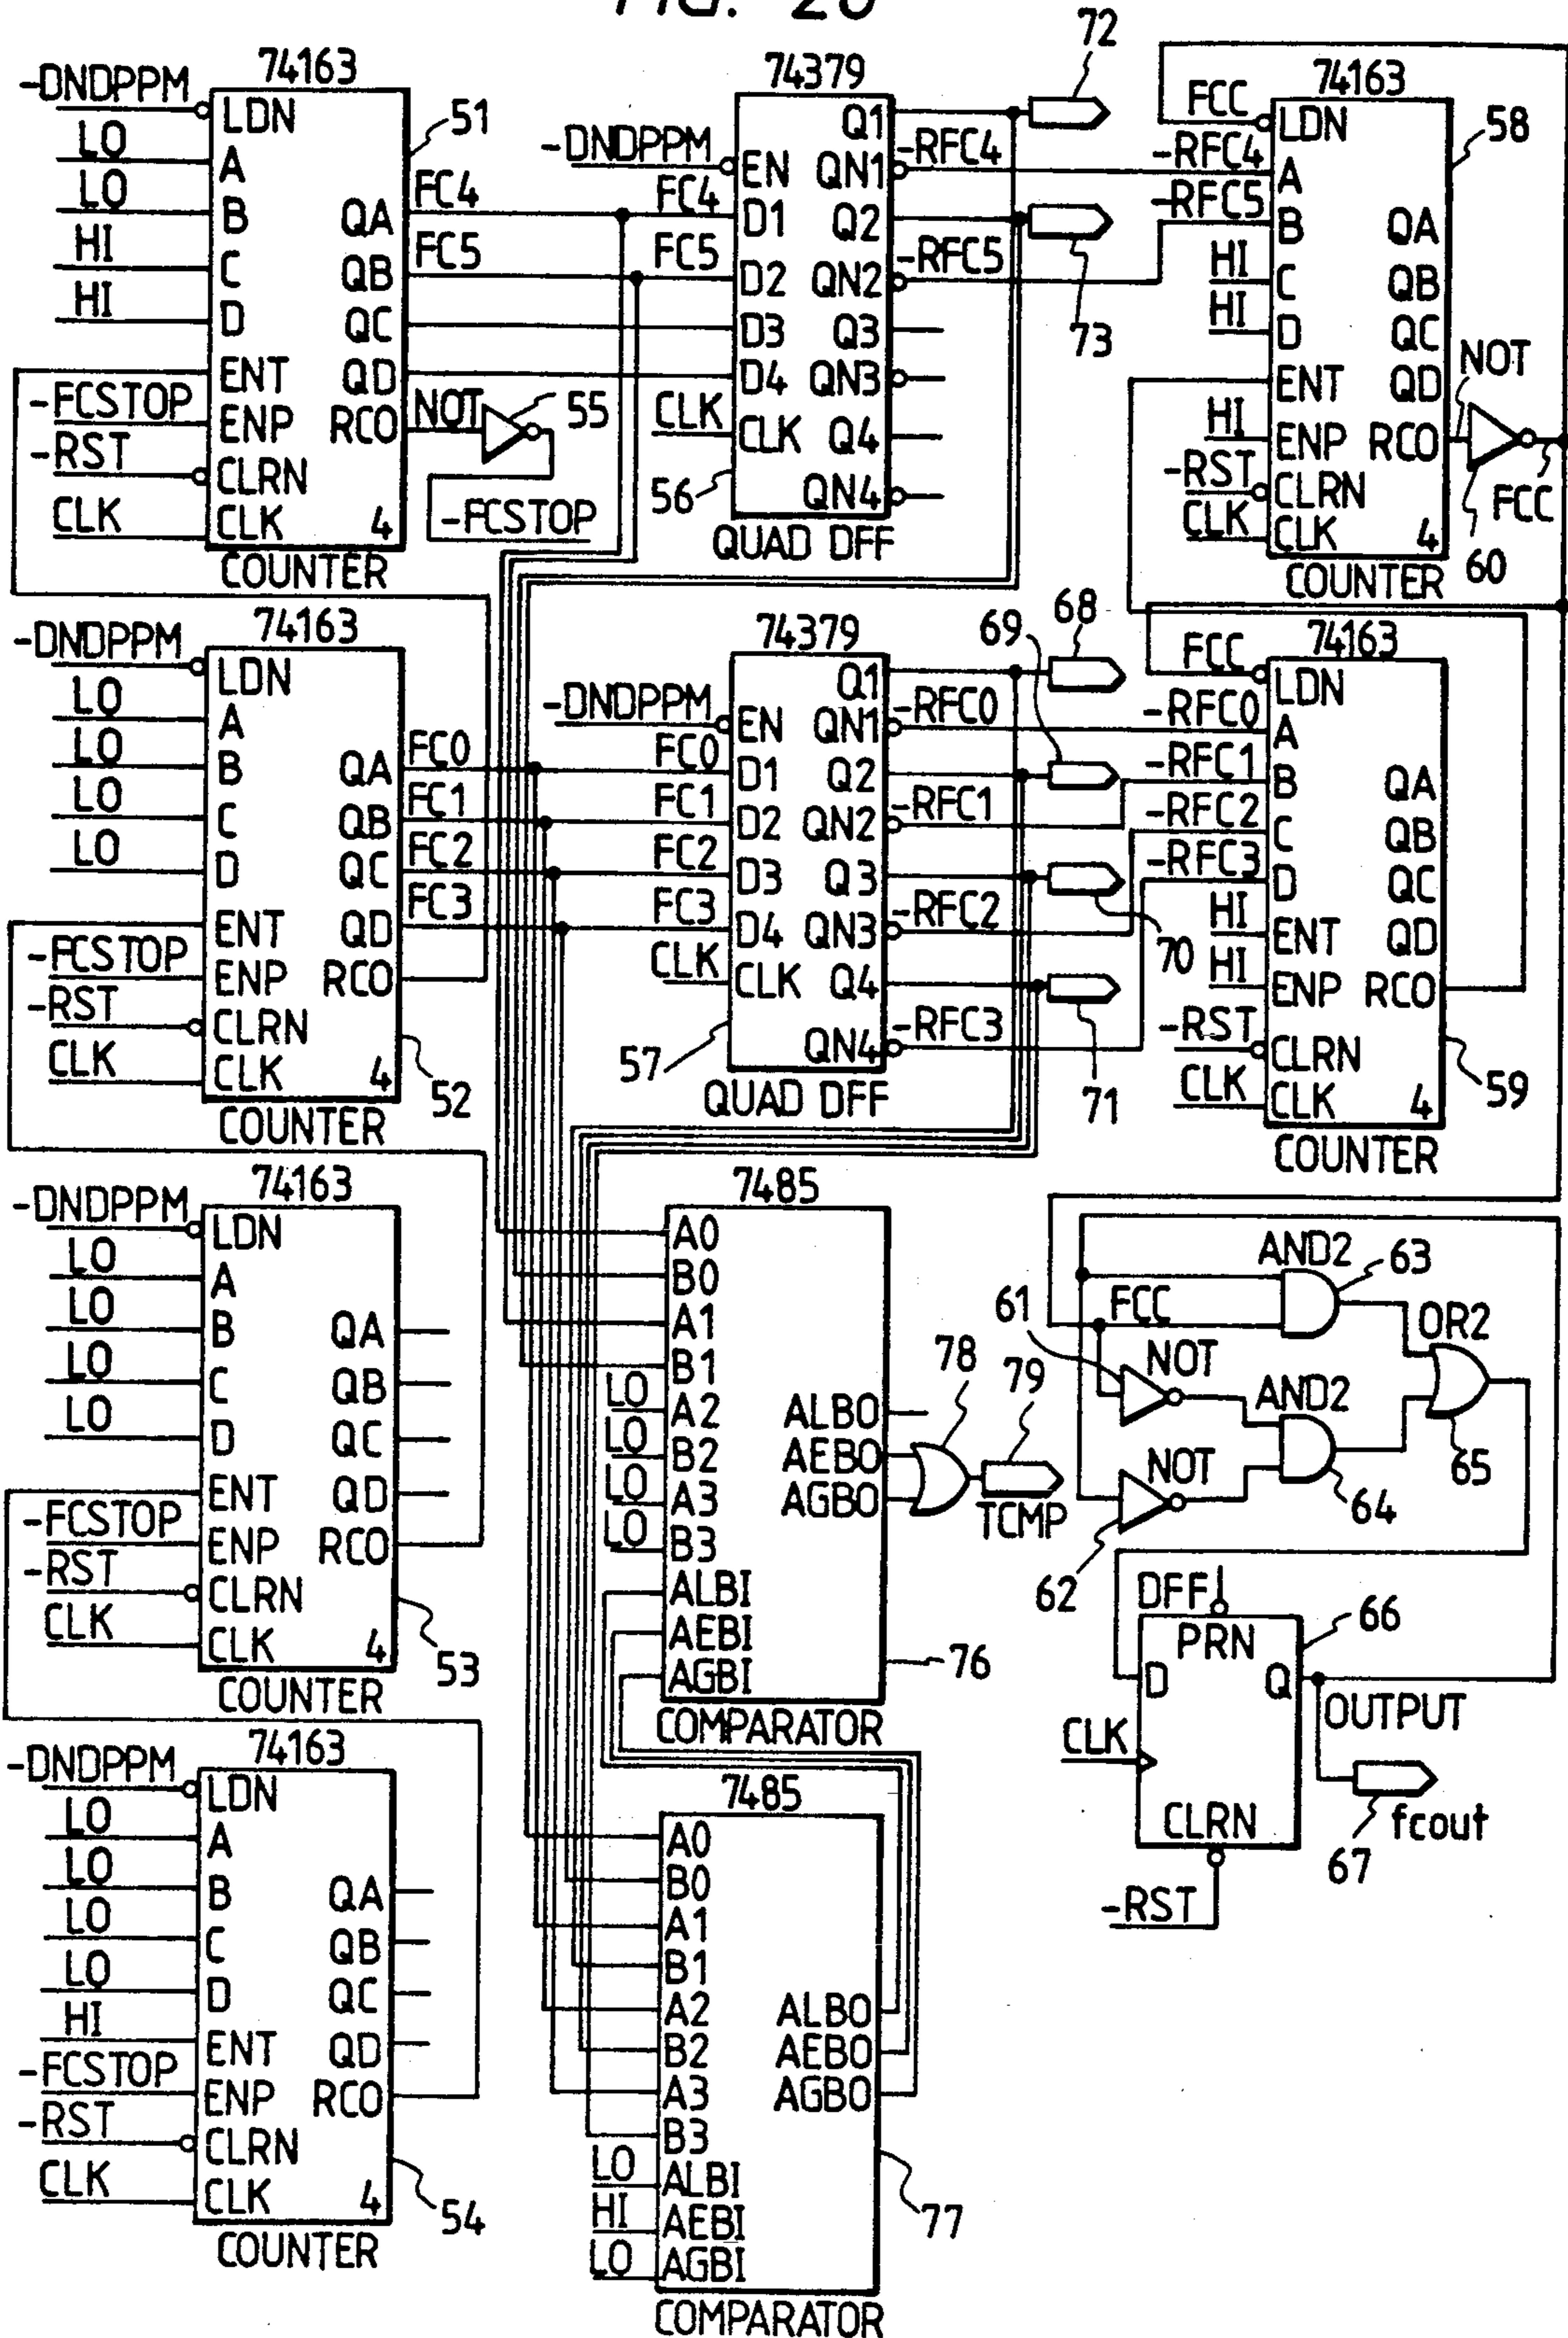 FIG. 20
74163
-DNDPPM
LO
LO
HI
HI
-FCSTOP
-RST
CLK
LDN
A
B
C
D
ENT
ENP
CLRN
CLK
QA
QB
QC
QD
RCO
4
COUNTER
51
FC4
FC5
NOT
55
-FCSTOP
74379
-DNDPPM
FC4
FC5
CLK
EN
D1
D2
D3
D4
CLK
Q1
QN1
Q2
QN2
Q3
QN3
Q4
QN4
56
QUAD DFF
-RFC4
-RFC5
72
73
74163
FCC
-RFC4
-RFC5
HI
HI
HI
-RST
CLK
LDN
A
B
C
D
ENT
ENP
CLRN
CLK
QA
QB
QC
QD
RCO
4
COUNTER
58
NOT
FCC
60
74163
-DNDPPM
LO
LO
LO
LO
-FCSTOP
-RST
CLK
LDN
A
B
C
D
ENT
ENP
CLRN
CLK
QA
QB
QC
QD
RCO
4
COUNTER
52
FC0
FC1
FC2
FC3
74379
-DNDPPM
FC0
FC1
FC2
FC3
CLK
EN
D1
D2
D3
D4
CLK
Q1
QN1
Q2
QN2
Q3
QN3
Q4
QN4
57
QUAD DFF
-RFC0
-RFC1
-RFC2
-RFC3
69
68
70
71
74163
FCC
-RFC0
-RFC1
-RFC2
-RFC3
HI
HI
-RST
CLK
LDN
A
B
C
D
ENT
ENP
CLRN
CLK
QA
QB
QC
QD
RCO
4
COUNTER
59
74163
-DNDPPM
LO
LO
LO
LO
-FCSTOP
-RST
CLK
LDN
A
B
C
D
ENT
ENP
CLRN
CLK
QA
QB
QC
QD
RCO
4
COUNTER
53
7485
LO
LO
LO
LO
A0
B0
A1
B1
A2
B2
A3
B3
ALBI
AEBI
AGBI
ALBO
AEBO
AGBO
76
COMPARATOR
78
79
TCMP
AND2
63
61
FCC
NOT
OR2
AND2
NOT
65
64
62
DFF
PRN
66
D
Q
OUTPUT
CLK
CLRN
fcout
67
-RST
74163
-DNDPPM
LO
LO
LO
LO
HI
-FCSTOP
-RST
CLK
LDN
A
B
C
D
ENT
ENP
CLRN
CLK
QA
QB
QC
QD
RCO
4
COUNTER
54
7485
A0
B0
A1
B1
A2
B2
A3
B3
LO
HI
LO
ALBI
AEBI
AGBI
ALBO
AEBO
AGBO
77
COMPARATOR